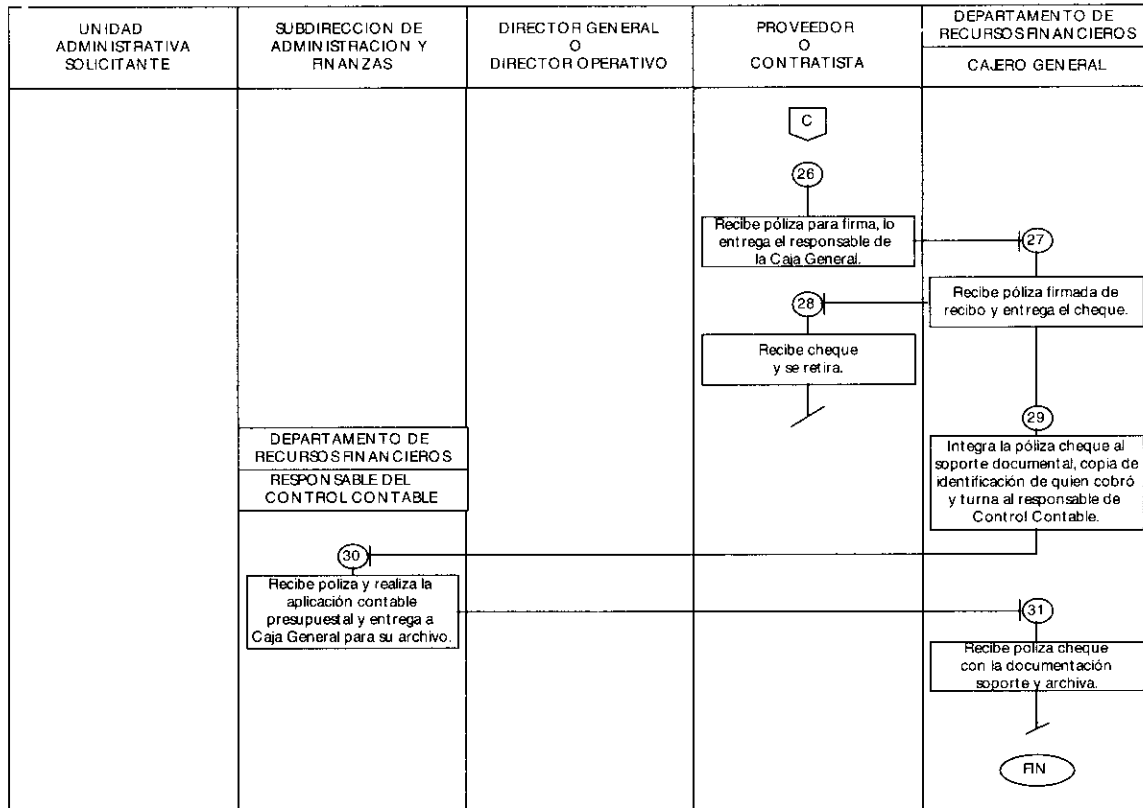 UNIDAD
ADMINISTRATIVA
SOLICITANTE
SUBDIRECCION DE
ADMINISTRACION Y
FINANZAS
DIRECTOR GENERAL
O
DIRECTOR OPERATIVO
PROVEEDOR
O
CONTRATISTA
DEPARTAMENTO DE
RECURSOS FINANCIEROS
CAJERO GENERAL
C
26
Recibe póliza para firma, lo
entrega el responsable de
la Caja General.
27
Recibe póliza firmada de
recibo y entrega el cheque.
28
Recibe cheque
y se retira.
29
Integra la póliza cheque al
soporte documental, copia de
identificación de quien cobró
y turna al responsable de
Control Contable.
DEPARTAMENTO DE
RECURSOS FINANCIEROS
RESPONSABLE DEL
CONTROL CONTABLE
30
Recibe poliza y realiza la
aplicación contable
presupuestal y entrega a
Caja General para su archivo.
31
Recibe poliza cheque
con la documentación
soporte y archiva.
FIN